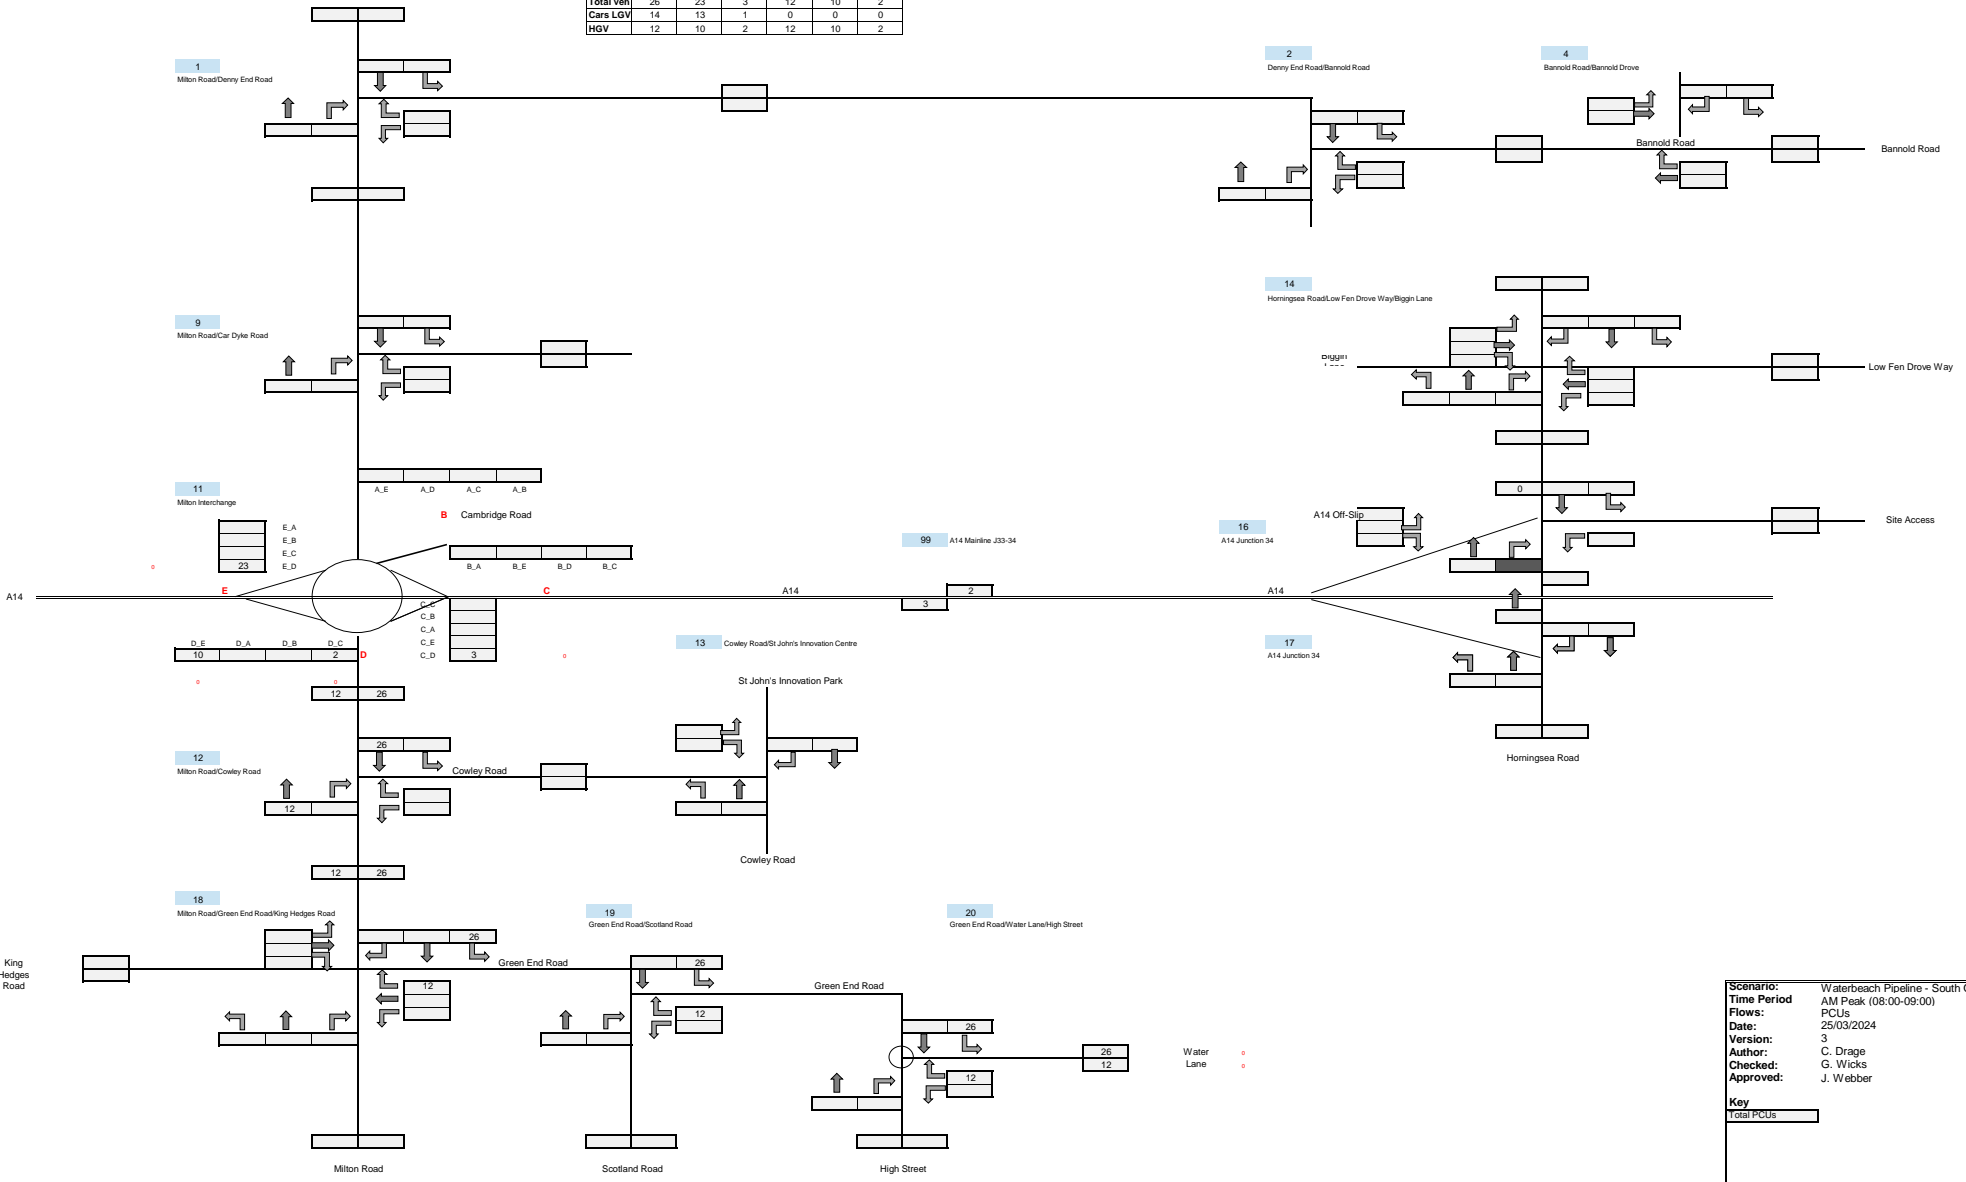 Total Veh 26 23 3 12 10 2
Cars LGV 14 13 1 0 0 0
HGV 12 10 2 12 10 2
1
Milton Road/Denny End Road
2
Denny End Road/Bannold Road
4
Bannold Road/Bannold Drove
Bannold Road
Bannold Road
14
Horningsea Road/Low Fen Drove Way/Biggin Lane
9
Milton Road/Car Dyke Road
Biggin
Low Fen Drove Way
11
Milton Interchange
A_E A_D A_C A_B
0
B Cambridge Road
E_A
E_B
E_C
23 E_D
0
B_A B_E B_D B_C
99 A14 Mainline J33-34
16
A14 Junction 34
A14 Off-Slip
Site Access
E
C
A14
A14
A14
2
3
C_C
C_B
C_A
C_E
C_D 3
0
D_E D_A D_B D_C
10 2 D
0 0
12 26
13 Cowley Road/St John's Innovation Centre
17
A14 Junction 34
St John's Innovation Park
26
12
Milton Road/Cowley Road
Cowley Road
12
Horningsea Road
Cowley Road
12 26
18
Milton Road/Green End Road/King Hedges Road
19
Green End Road/Scotland Road
20
Green End Road/Water Lane/High Street
26
King
Hedges
Road
Green End Road
26
12
Green End Road
12
26
26
12
Water
Lane
0
0
12
Milton Road
Scotland Road
High Street
Scenario: Waterbeach Pipeline - South
Time Period AM Peak (08:00-09:00)
Flows: PCUs
Date: 25/03/2024
Version: 3
Author: C. Drage
Checked: G. Wicks
Approved: J. Webber
Key
Total PCUs